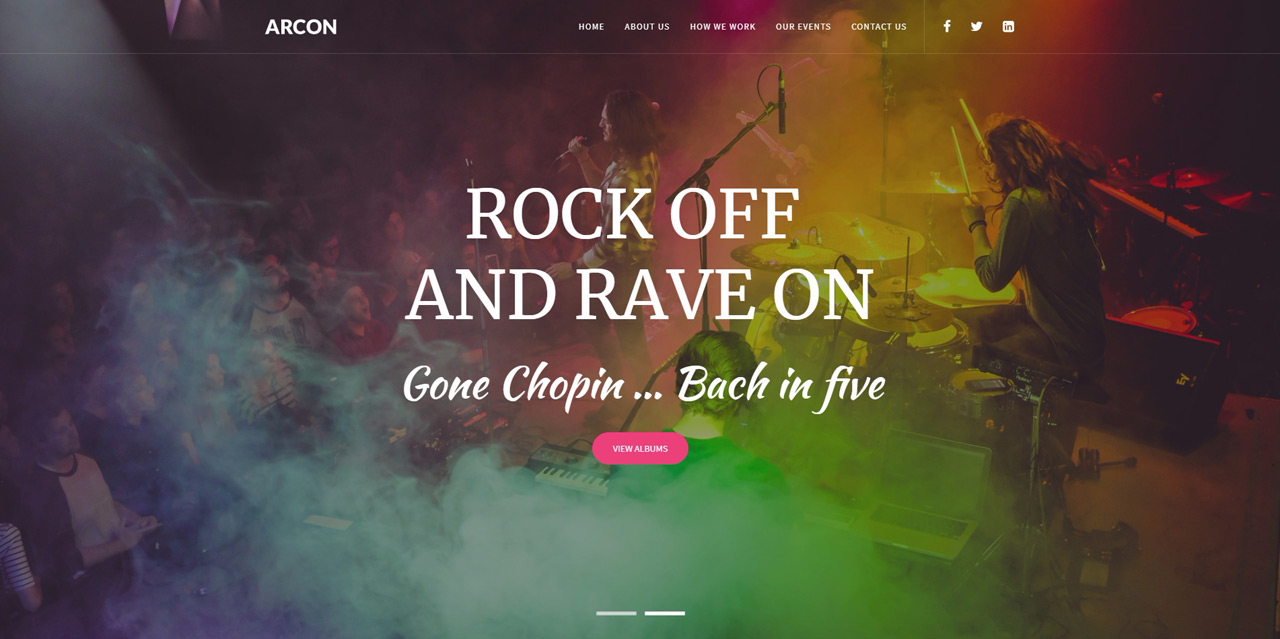 ARCON
HOME ABOUT US HOW WE WORK OUR EVENTS CONTACT US
ROCK OFF
AND RAVE ON
Gone Chopin ... Bach in five
VIEW ALBUMS